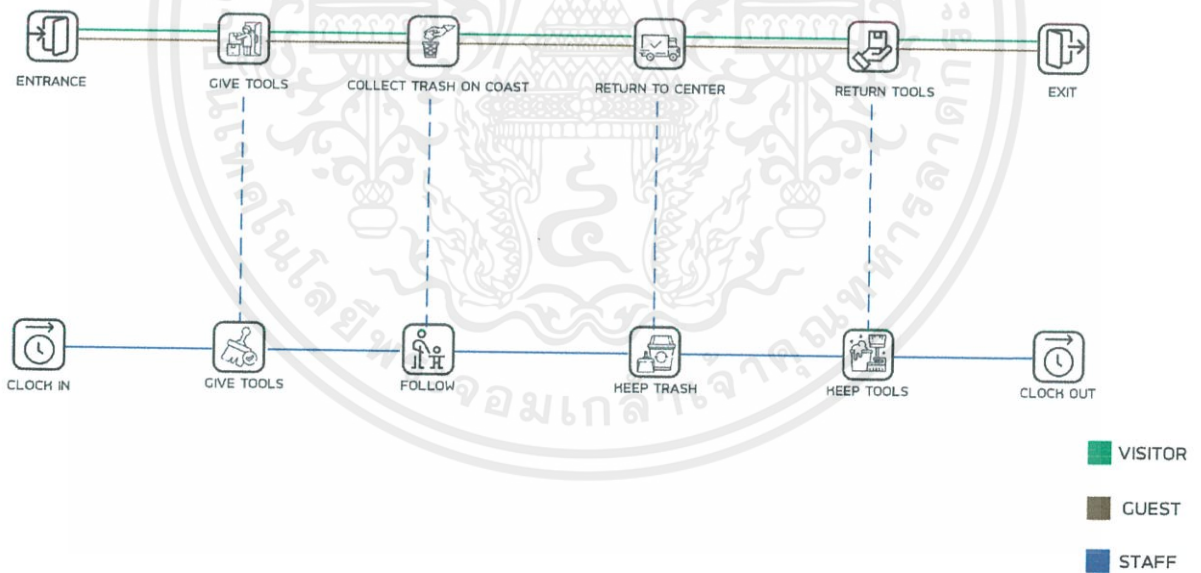 ENTRANCE
GIVE TOOLS
COLLECT TRASH ON COAST
RETURN TO CENTER
RETURN TOOLS
EXIT
CLOCK IN
GIVE TOOLS
FOLLOW
KEEP TRASH
KEEP TOOLS
CLOCK OUT
VISITOR
GUEST
STAFF